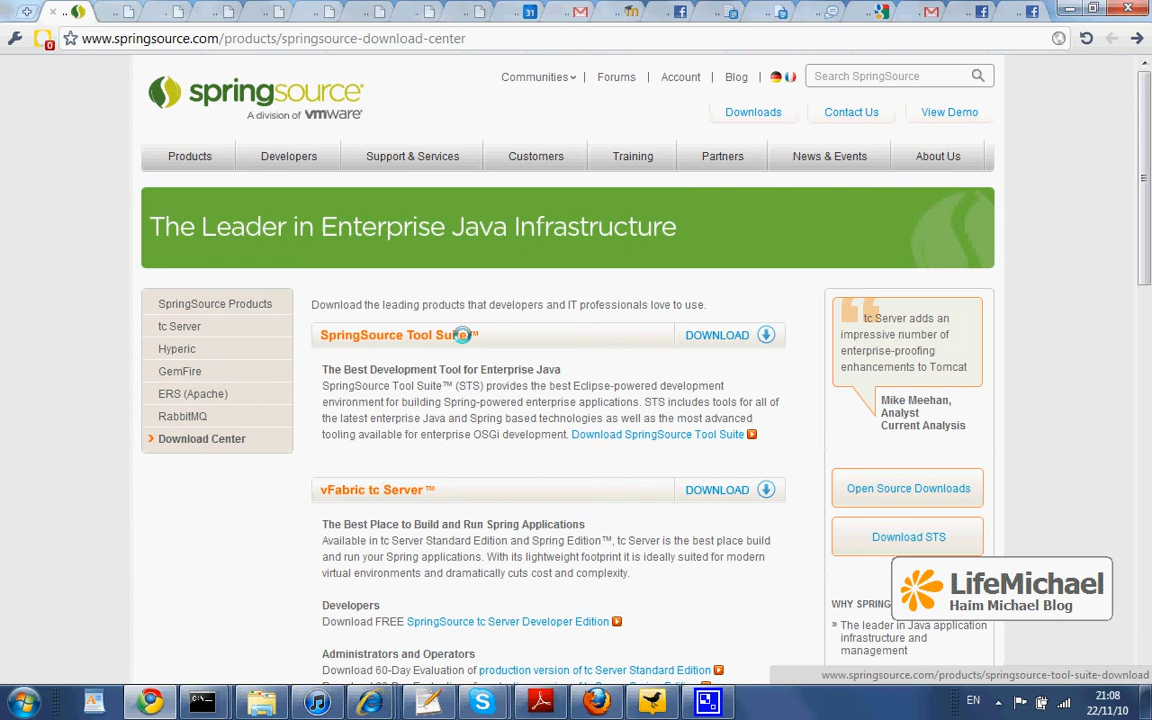 www.springsource.com/products/springsource-download-center
0
31
springsource
A division of vmware
Communities
Forums
Account
Blog
Search SpringSource
Downloads
Contact Us
View Demo
Products
Developers
Support & Services
Customers
Training
Partners
News & Events
About Us
The Leader in Enterprise Java Infrastructure
SpringSource Products
tc Server
Hyperic
GemFire
ERS (Apache)
RabbitMQ
Download Center
Download the leading products that developers and IT professionals love to use.
SpringSource Tool Suite™
DOWNLOAD
The Best Development Tool for Enterprise Java
SpringSource Tool Suite™ (STS) provides the best Eclipse-powered development
environment for building Spring-powered enterprise applications. STS includes tools for all of
the latest enterprise Java and Spring based technologies as well as the most advanced
tooling available for enterprise OSGi development. Download SpringSource Tool Suite
vFabric tc Server™
DOWNLOAD
The Best Place to Build and Run Spring Applications
Available in tc Server Standard Edition and Spring Edition™, tc Server is the best place build
and run your Spring applications. With its lightweight footprint it is ideally suited for modern
virtual environments and dramatically cuts cost and complexity.
Developers
Download FREE SpringSource tc Server Developer Edition
Administrators and Operators
Download 60-Day Evaluation of production version of tc Server Standard Edition
tc Server adds an
impressive number of
enterprise-proofing
enhancements to Tomcat
Mike Meehan,
Analyst
Current Analysis
Open Source Downloads
Download STS
LifeMichael
Haim Michael Blog
WHY SPRING
» The leader in Java application
infrastructure and
management
www.springsource.com/products/springsource-tool-suite-download
EN
21:08
22/11/10